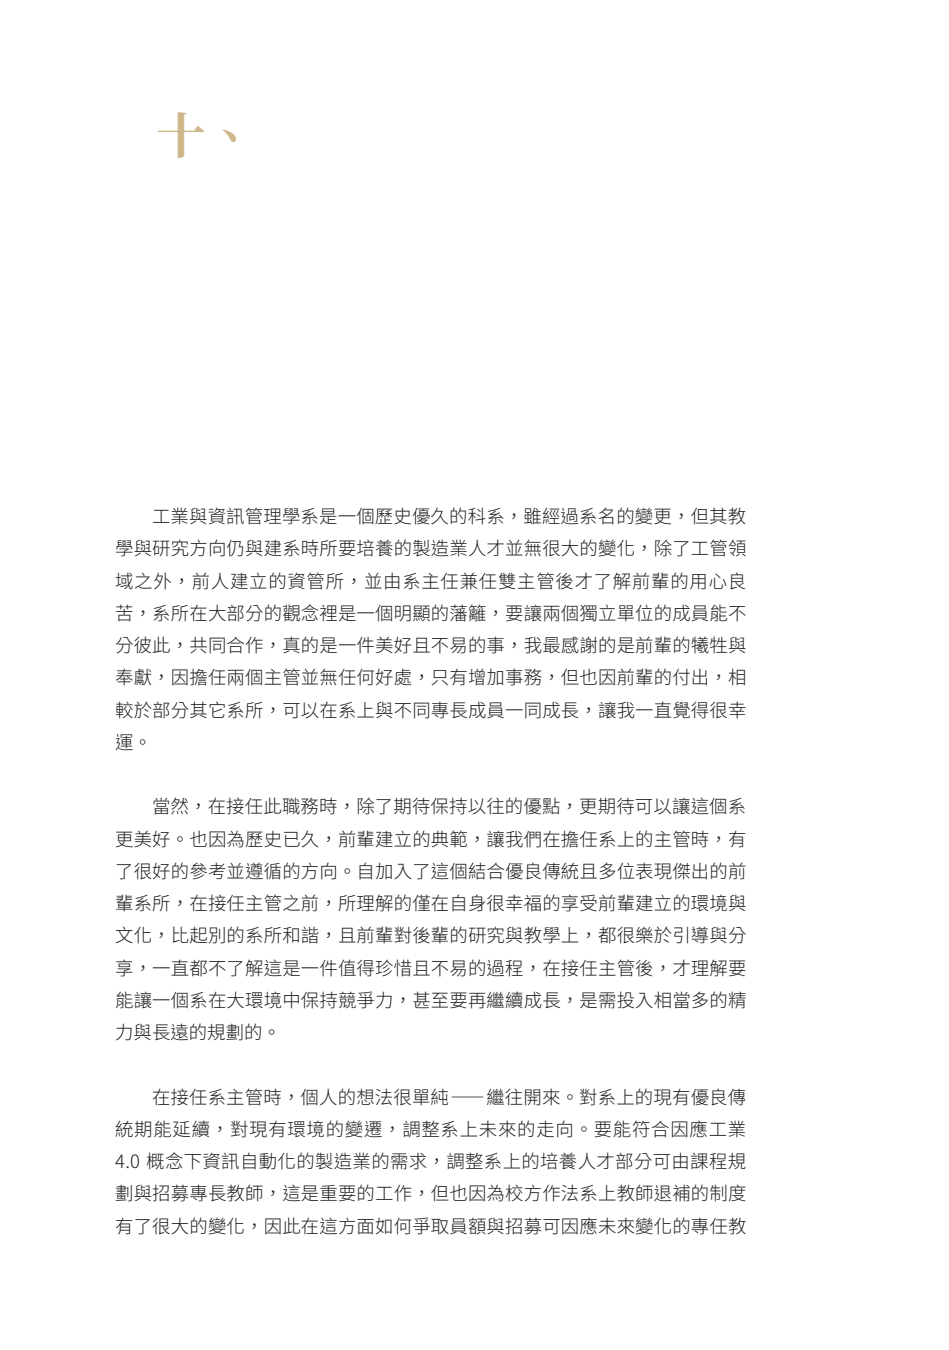 十、
工業與資訊管理學系是一個歷史優久的科系，雖經過系名的變更，但其教
學與研究方向仍與建系時所要培養的製造業人才並無很大的變化，除了工管領
域之外，前人建立的資管所，並由系主任兼任雙主管後才了解前輩的用心良
苦，系所在大部分的觀念裡是一個明顯的藩籬，要讓兩個獨立單位的成員能不
分彼此，共同合作，真的是一件美好且不易的事，我最感謝的是前輩的犧牲與
奉獻，因擔任兩個主管並無任何好處，只有增加事務，但也因前輩的付出，相
較於部分其它系所，可以在系上與不同專長成員一同成長，讓我一直覺得很幸
運。
當然，在接任此職務時，除了期待保持以往的優點，更期待可以讓這個系
更美好。也因為歷史已久，前輩建立的典範，讓我們在擔任系上的主管時，有
了很好的參考並遵循的方向。自加入了這個結合優良傳統且多位表現傑出的前
輩系所，在接任主管之前，所理解的僅在自身很幸福的享受前輩建立的環境與
文化，比起別的系所和諧，且前輩對後輩的研究與教學上，都很樂於引導與分
享，一直都不了解這是一件值得珍惜且不易的過程，在接任主管後，才理解要
能讓一個系在大環境中保持競爭力，甚至要再繼續成長，是需投入相當多的精
力與長遠的規劃的。
在接任系主管時，個人的想法很單純——繼往開來。對系上的現有優良傳
統期能延續，對現有環境的變遷，調整系上未來的走向。要能符合因應工業
4.0 概念下資訊自動化的製造業的需求，調整系上的培養人才部分可由課程規
劃與招募專長教師，這是重要的工作，但也因為校方作法系上教師退補的制度
有了很大的變化，因此在這方面如何爭取員額與招募可因應未來變化的專任教